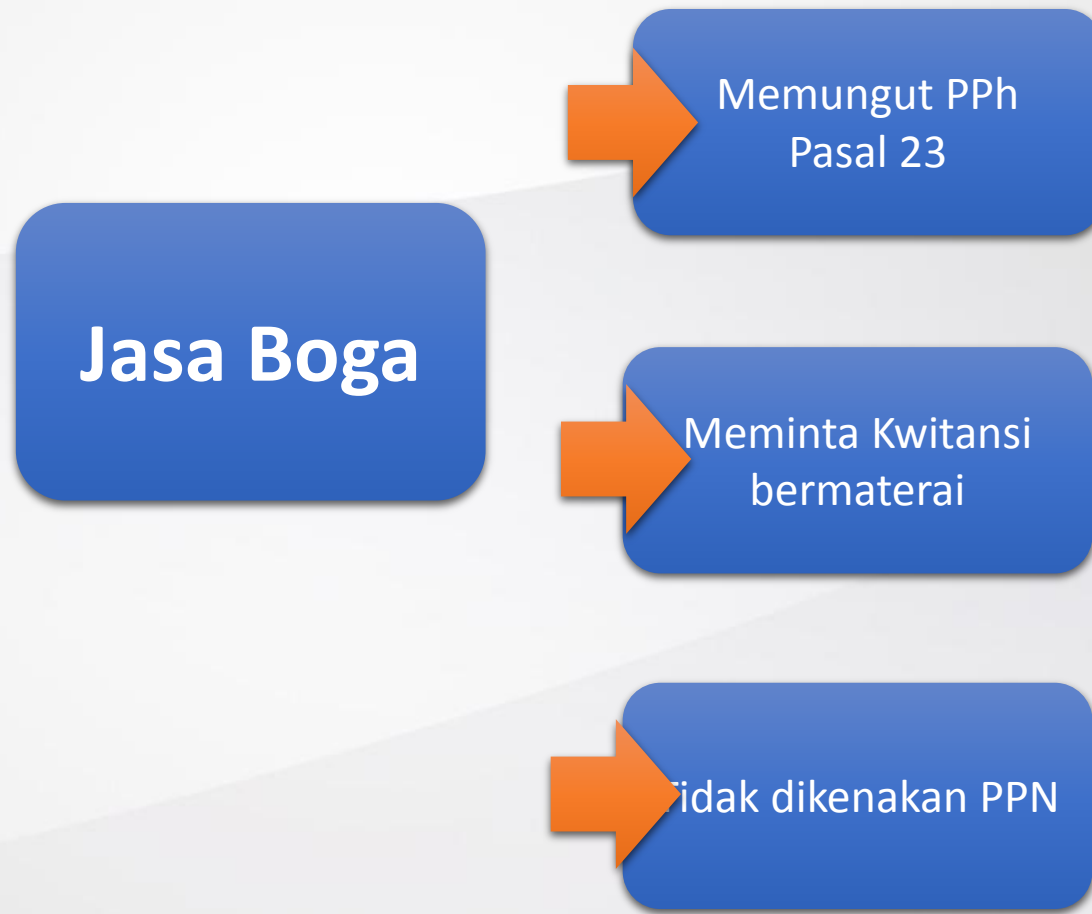 Jasa Boga
Memungut PPh
Pasal 23
Meminta Kwitansi
bermaterai
Tidak dikenakan PPN